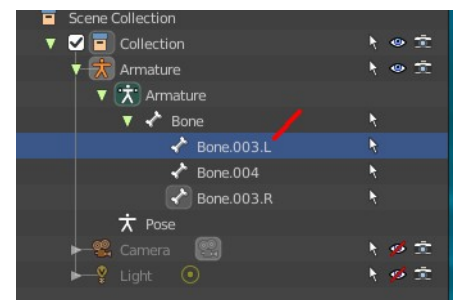 Scene Collection
Collection
Armature
Armature
Bone
Bone.003.L
Bone.004
Bone.003.R
Pose
Camera
Light